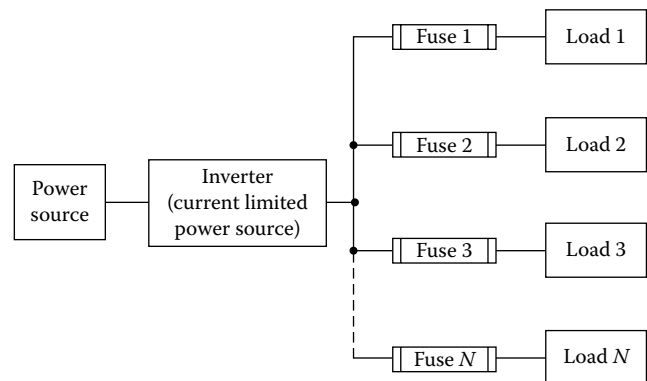 Fuse 1
Load 1
Fuse 2
Load 2
Power
source
Inverter
(current limited
power source)
Fuse 3
Load 3
Fuse N
Load N